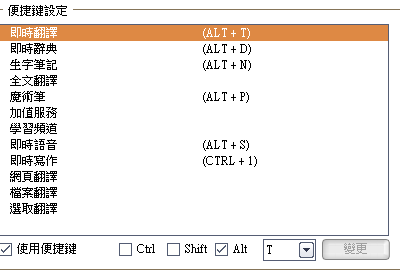 便捷鍵設定
即時翻譯 (ALT + T)
即時辭典 (ALT + D)
生字筆記 (ALT + N)
全文翻譯
魔術筆 (ALT + P)
加值服務
學習頻道
即時語音 (ALT + S)
即時寫作 (CTRL + 1)
網頁翻譯
檔案翻譯
選取翻譯
使用便捷鍵 Ctrl Shift Alt T 變更